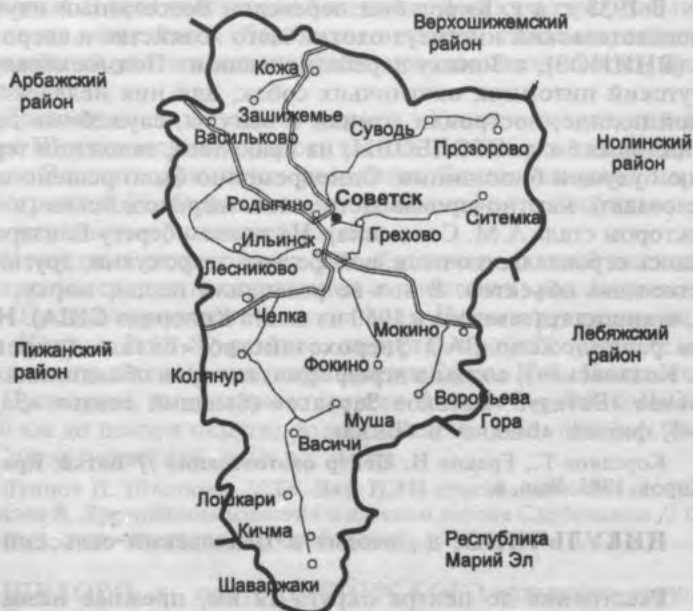 Верхошижемский
район
Арбажский
район
Кожа
Зашижемье
Васильково
Суводь
Прозорово
Нолинский
район
Советск
Родыгино
Ситемка
Грехово
Ильинск
Лесниково
Челка
Мокино
Лебяжский
район
Пижанский
район
Фокино
Колянур
Воробьева
Гора
Муша
Васичи
Лошкари
Кичма
Республика
Марий Эл
Шаваржаки